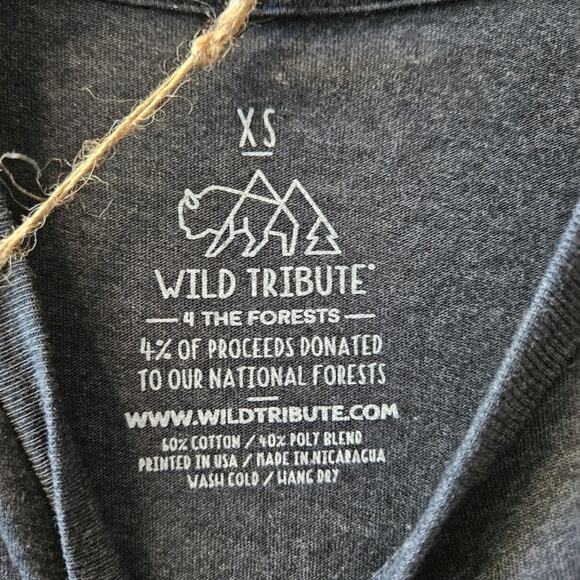 XS
WILD TRIBUTE®
4 THE FORESTS
4% OF PROCEEDS DONATED
TO OUR NATIONAL FORESTS
WWW.WILDTRIBUTE.COM
60% COTTON / 40% POLY BLEND
PRINTED IN USA / MADE IN NICARAGUA
WASH COLD / HANG DRY